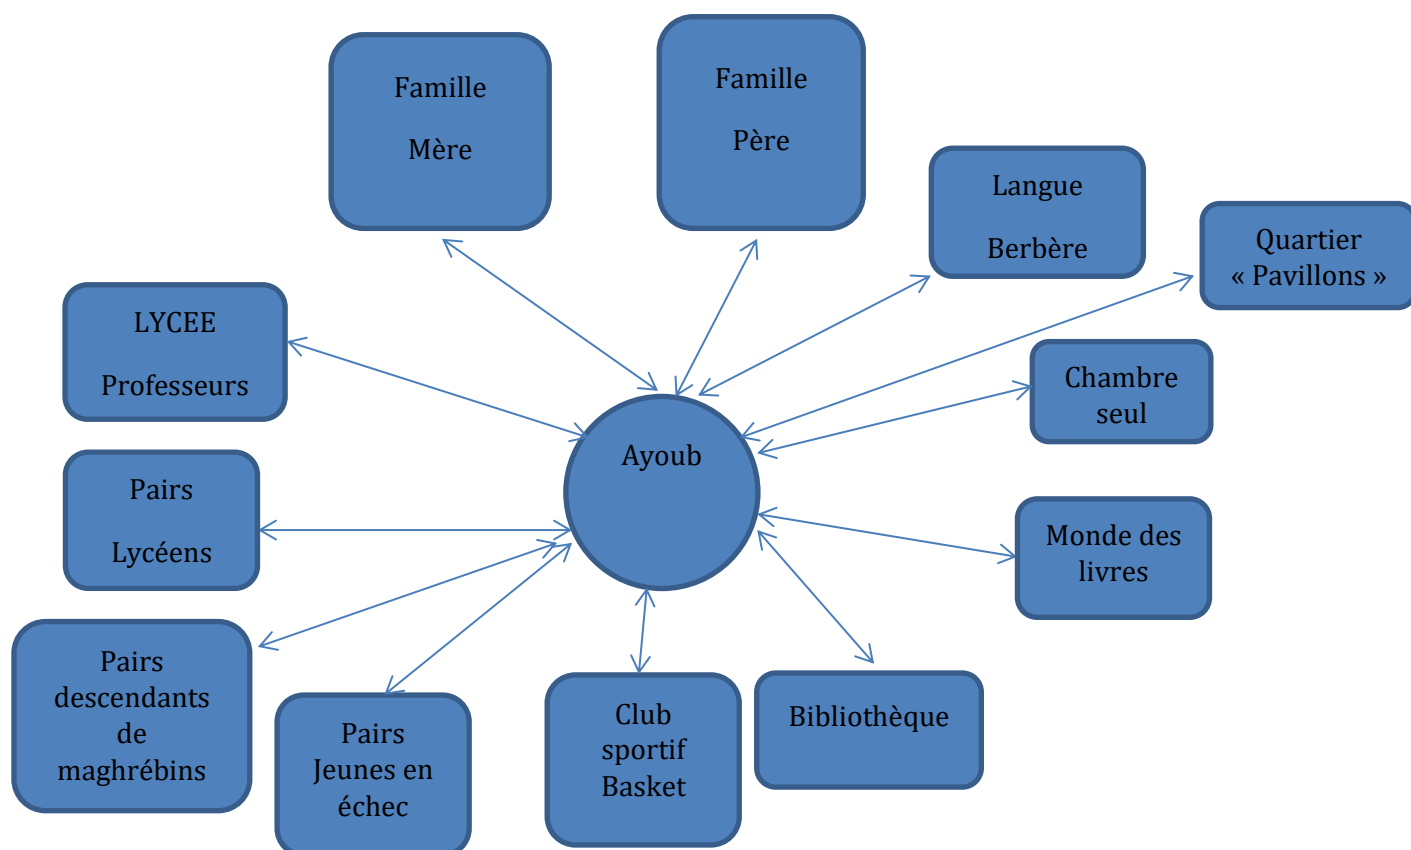 Famille
Mère
Famille
Père
Langue
Berbère
Quartier
« Pavillons »
LYCEE
Professeurs
Chambre
seul
Ayoub
Pairs
Lycéens
Monde des
livres
Pairs
descendants
de
maghrébins
Pairs
Jeunes en
échec
Club
sportif
Basket
Bibliothèque